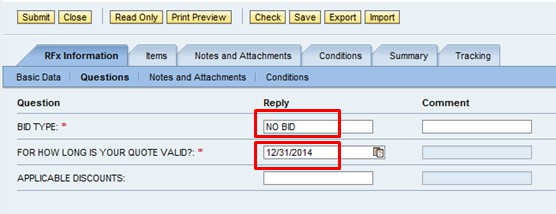 Submit Close Read Only Print Preview Check Save Export Import
RFx Information Items Notes and Attachments Conditions Summary Tracking
Basic Data Questions Notes and Attachments Conditions
Question Reply Comment
BID TYPE: * NO BID
FOR HOW LONG IS YOUR QUOTE VALID?: * 12/31/2014
APPLICABLE DISCOUNTS: